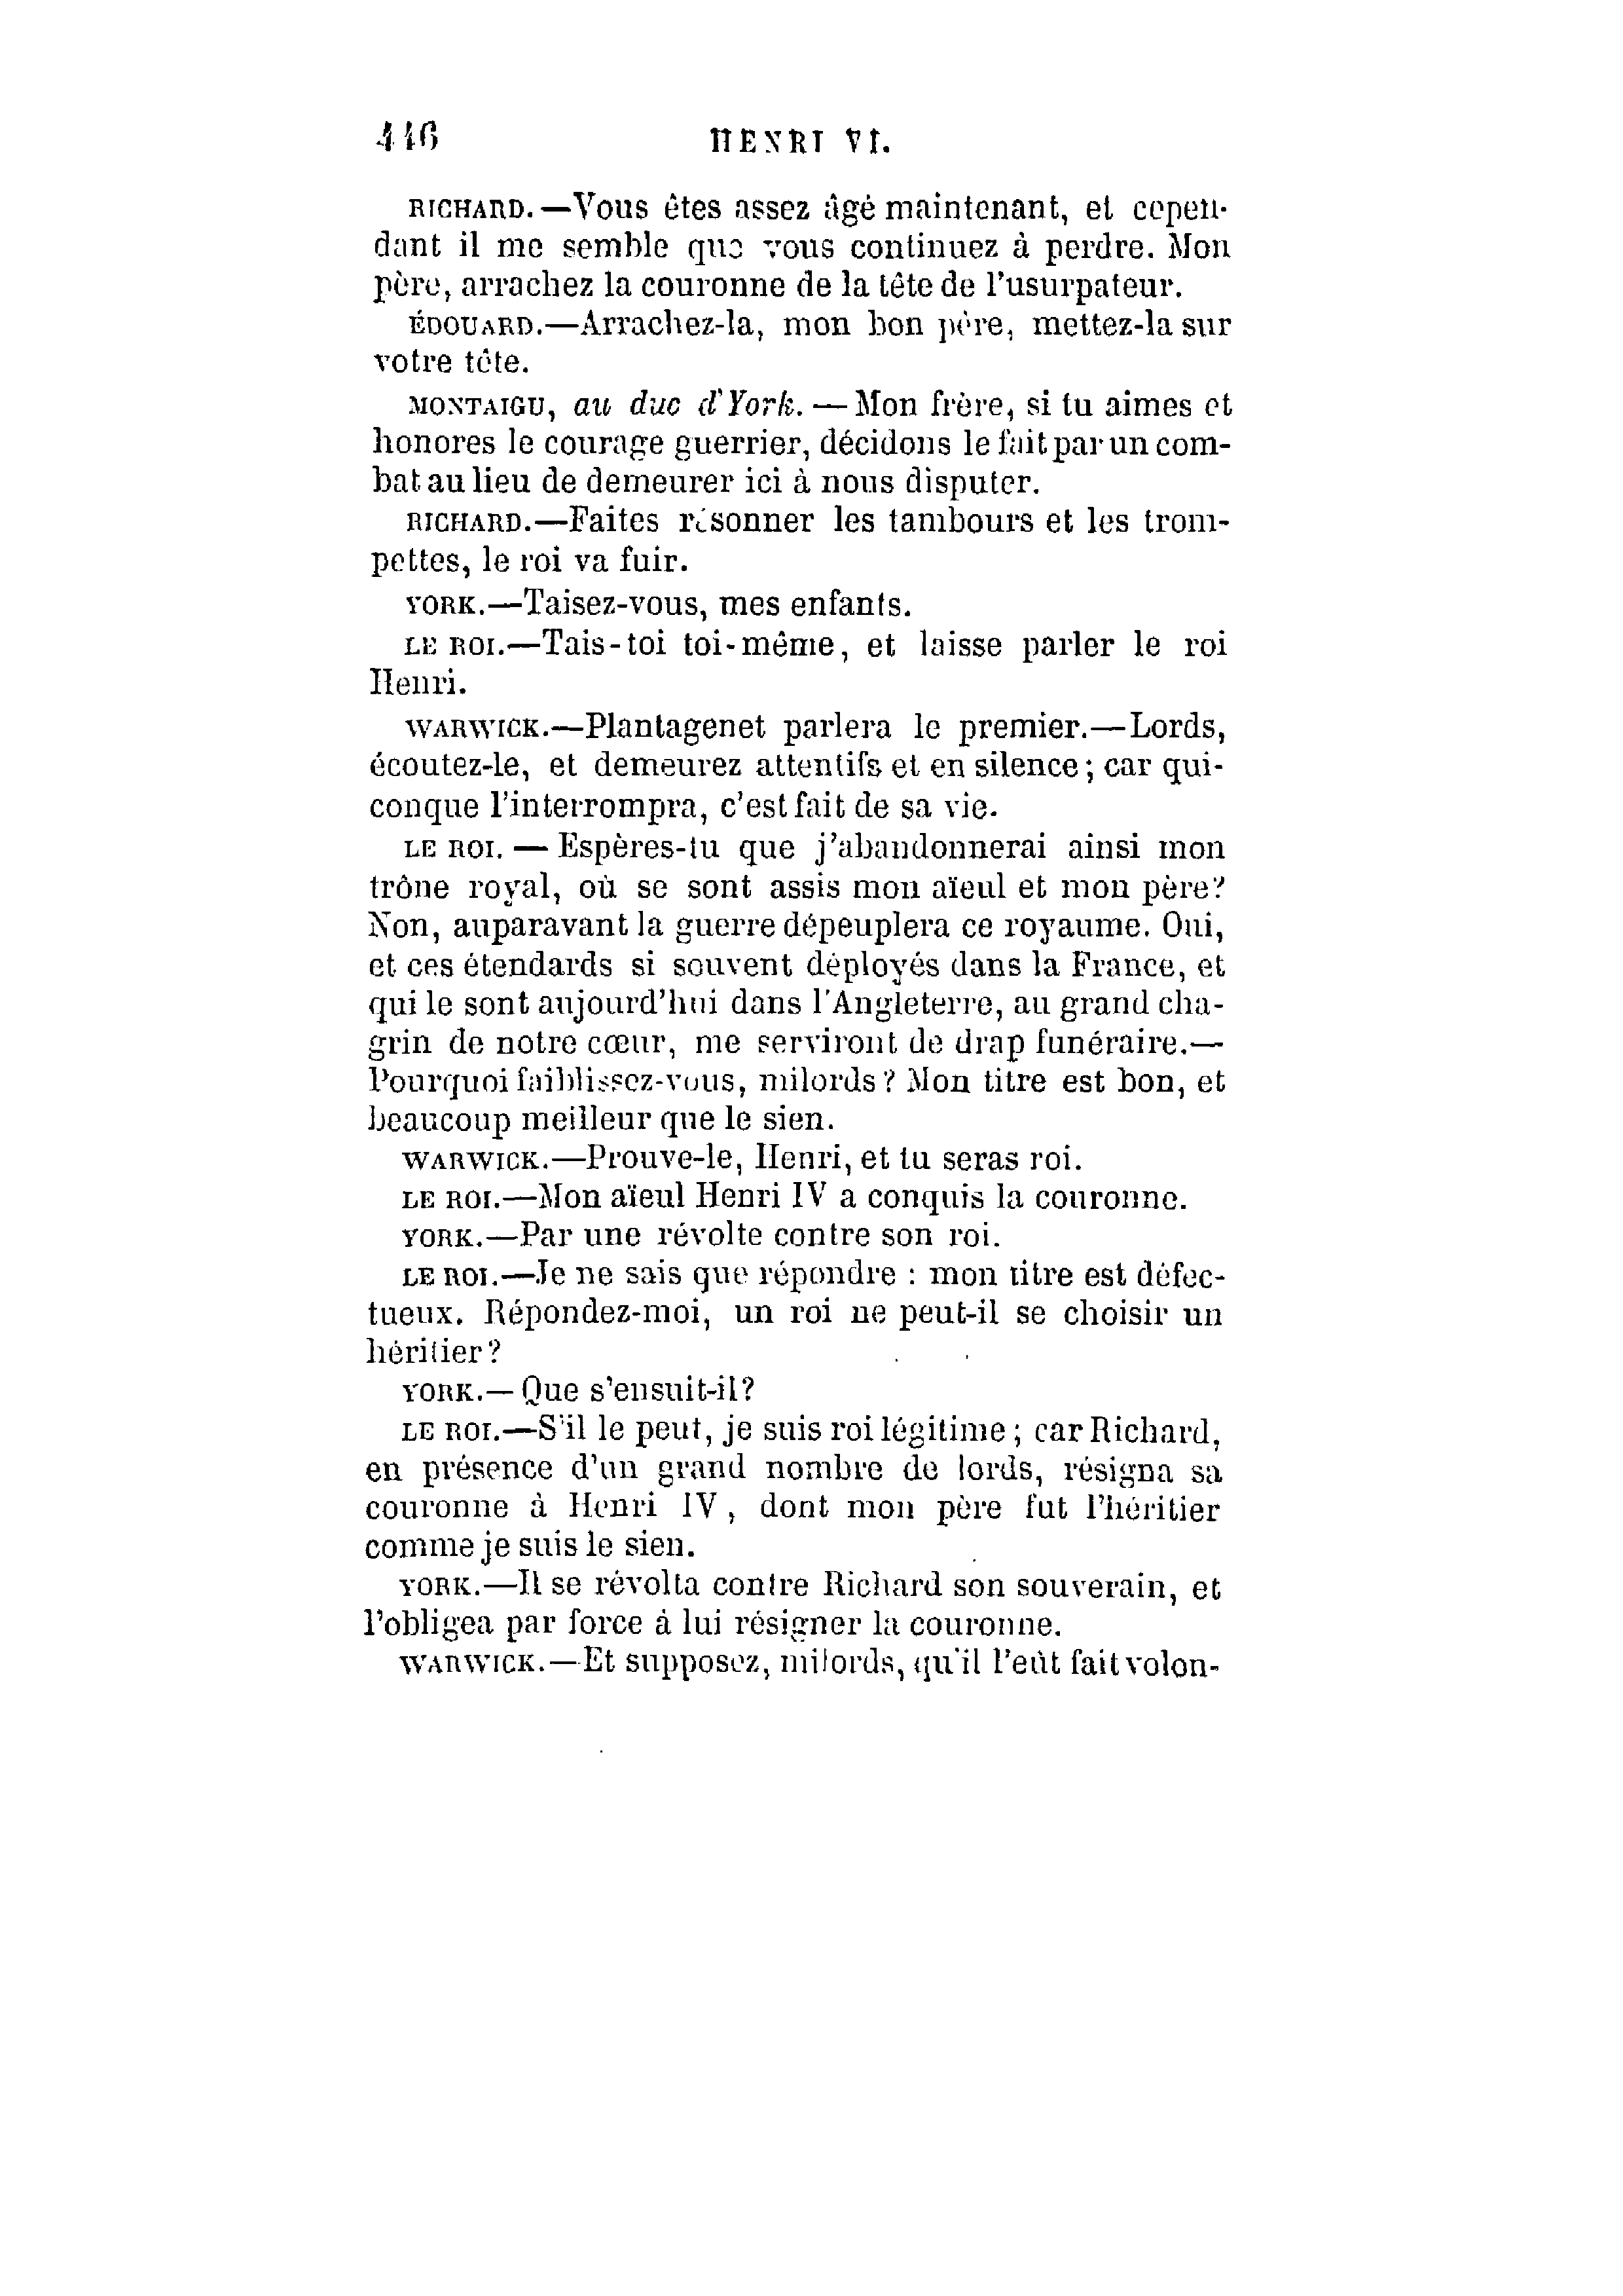 446 HENRI VI.
RICHARD.—Vous êtes assez âgé maintenant, et cepen-
dant il me semble que vous continuez à perdre. Mon
père, arrachez la couronne de la tête de l'usurpateur.
ÉDOUARD.—Arrachez-la, mon bon père, mettez-la sur
votre tête.
MONTAIGU, au duc d'York. — Mon frère, si tu aimes et
honores le courage guerrier, décidons le fait par un com-
bat au lieu de demeurer ici à nous disputer.
RICHARD.—Faites résonner les tambours et les trom-
pettes, le roi va fuir.
YORK.—Taisez-vous, mes enfants.
LE ROI.—Tais-toi toi-même, et laisse parler le roi
Henri.
WARWICK.—Plantagenet parlera le premier.—Lords,
écoutez-le, et demeurez attentifs et en silence; car qui-
conque l'interrompra, c'est fait de sa vie.
LE ROI. — Espères-tu que j'abandonnerai ainsi mon
trône royal, où se sont assis mon aïeul et mon père?
Non, auparavant la guerre dépeuplera ce royaume. Oui,
et ces étendards si souvent déployés dans la France, et
qui le sont aujourd'hui dans l'Angleterre, au grand cha-
grin de notre cœur, me serviront de drap funéraire.—
Pourquoi faiblissez-vous, milords? Mon titre est bon, et
beaucoup meilleur que le sien.
WARWICK.—Prouve-le, Henri, et tu seras roi.
LE ROI.—Mon aïeul Henri IV a conquis la couronne.
YORK.—Par une révolte contre son roi.
LE ROI.—Je ne sais que répondre : mon titre est défec-
tueux. Répondez-moi, un roi ne peut-il se choisir un
héritier?
YORK.—Que s'ensuit-il?
LE ROI.—S'il le peut, je suis roi légitime; car Richard,
en présence d'un grand nombre de lords, résigna sa
couronne à Henri IV, dont mon père fut l'héritier
comme je suis le sien.
YORK.—Il se révolta contre Richard son souverain, et
l'obligea par force à lui résigner la couronne.
WARWICK.—Et supposez, milords, qu'il l'eût fait volon-